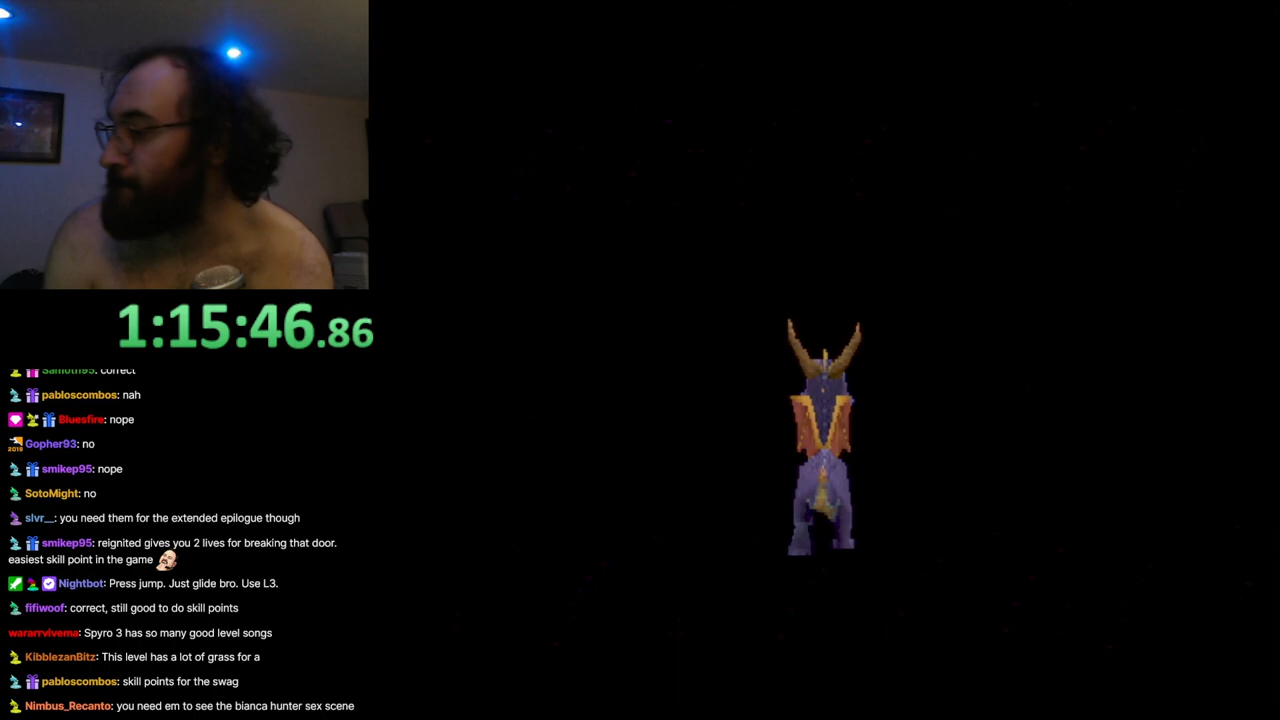 1:15:46.86
Samoth95: correct
pabloscombos: nah
Bluesfire: nope
2019 Gopher93: no
smikep95: nope
SotoMight: no
slvr__: you need them for the extended epilogue though
smikep95: reignited gives you 2 lives for breaking that door.
easiest skill point in the game
Nightbot: Press jump. Just glide bro. Use L3.
fifiwoof: correct, still good to do skill points
wararrvivema: Spyro 3 has so many good level songs
KibblezanBitz: This level has a lot of grass for a
pabloscombos: skill points for the swag
Nimbus_Recanto: you need em to see the bianca hunter sex scene